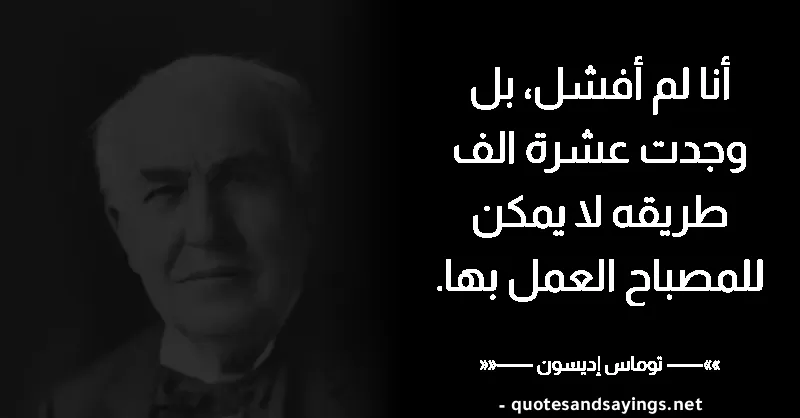 أنا لم أفشل، بل
وجدت عشرة الف
طريقه لا يمكن
للمصباح العمل بها.
»»—— توماس إديسون ——««
- quotesandsayings.net